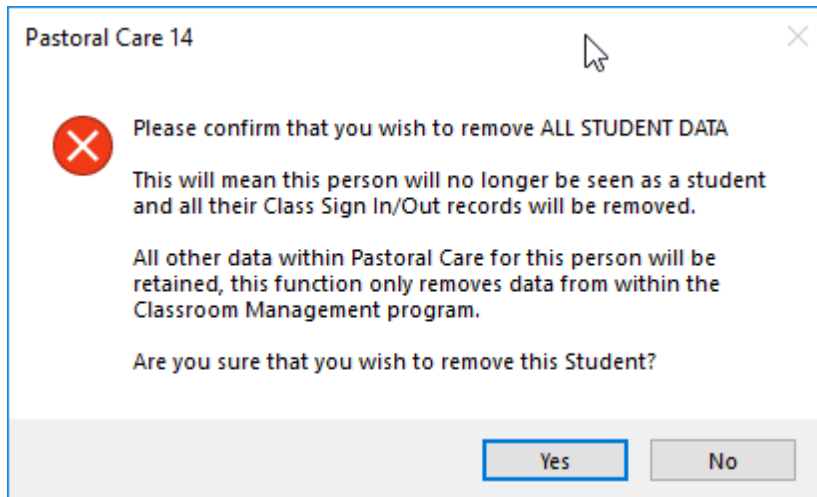 Pastoral Care 14
Please confirm that you wish to remove ALL STUDENT DATA
This will mean this person will no longer be seen as a student
and all their Class Sign In/Out records will be removed.
All other data within Pastoral Care for this person will be
retained, this function only removes data from within the
Classroom Management program.
Are you sure that you wish to remove this Student?
Yes No